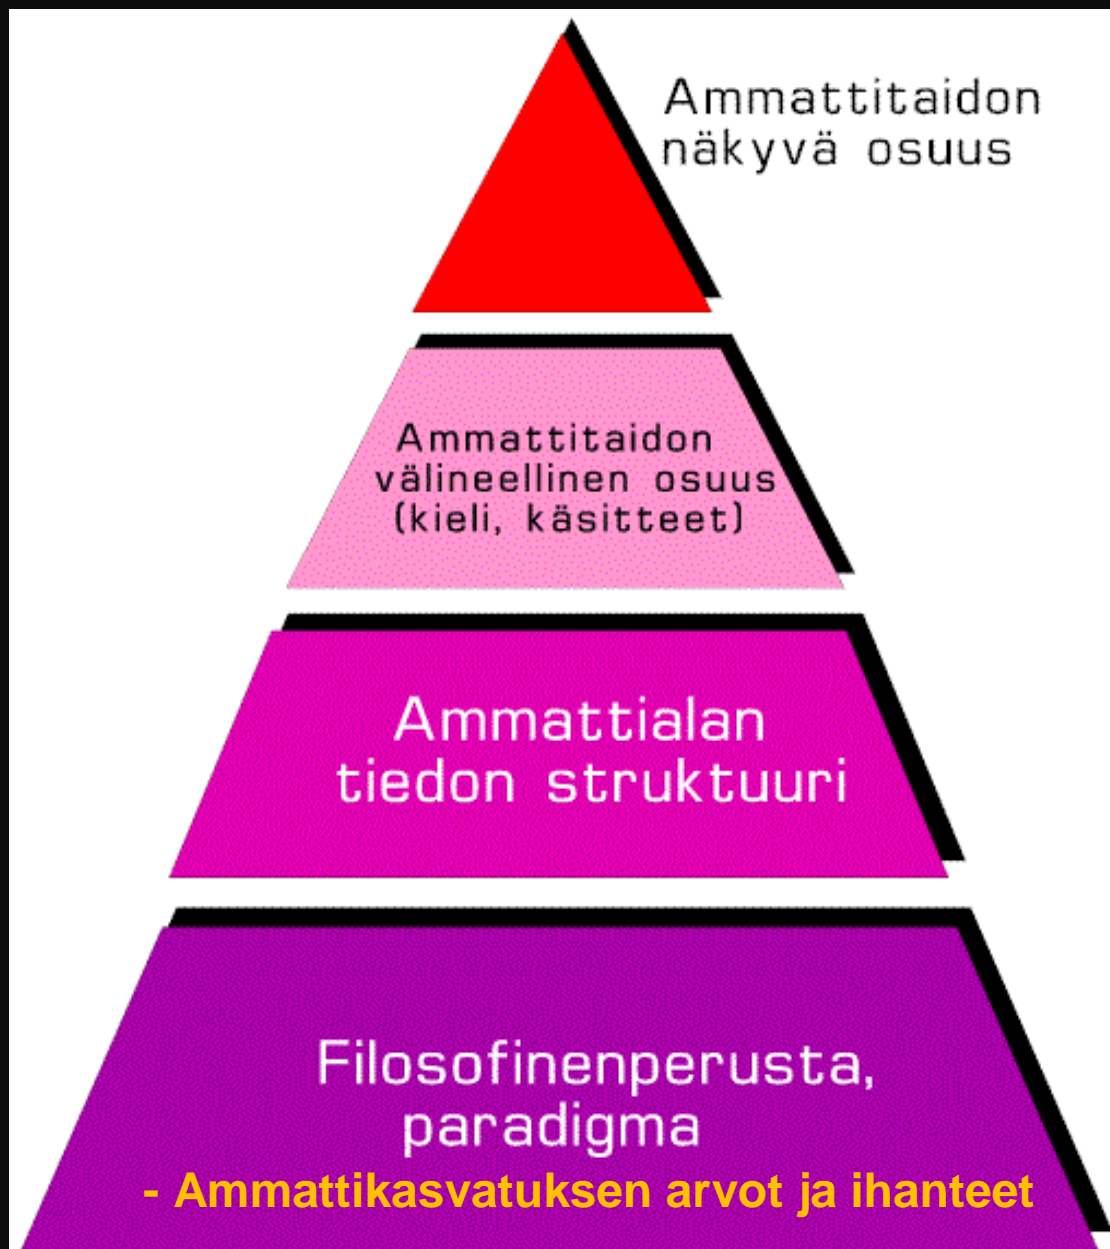 Ammattitaidon
näkyvä osuus
Ammattitaidon
välineellinen osuus
(kieli, käsitteet)
Ammattialan
tiedon struktuuri
Filosofinenperusta,
paradigma
- Ammattikasvatuksen arvot ja ihanteet